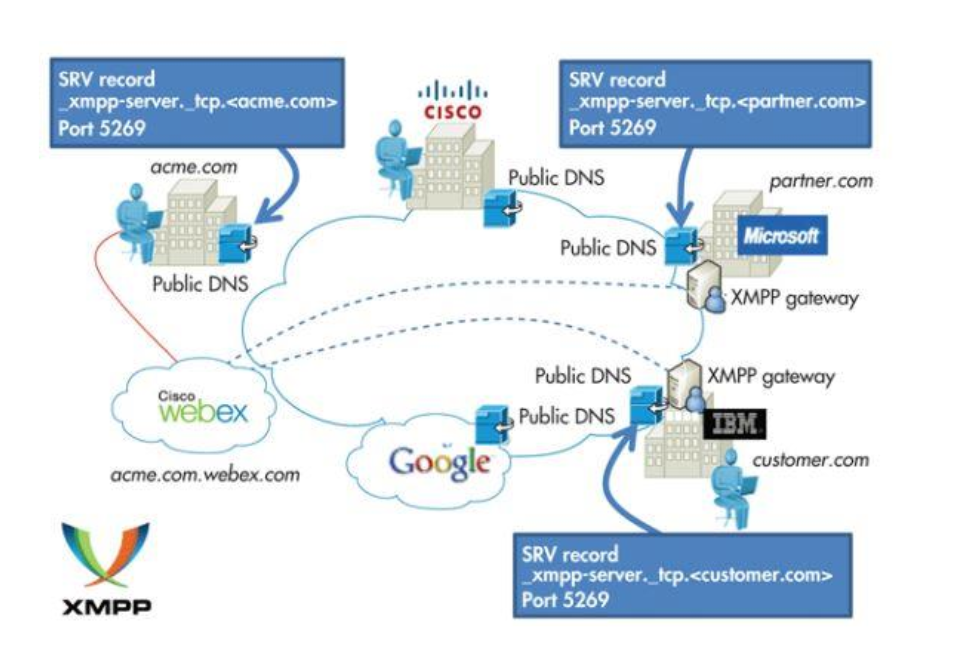 SRV record
_xmpp-server._tcp.<acme.com>
Port 5269
CISCO
SRV record
_xmpp-server._tcp.<partner.com>
Port 5269
acme.com
Public DNS
partner.com
Public DNS
Microsoft
Public DNS
XMPP gateway
Public DNS
XMPP gateway
Cisco
webex
Public DNS
IBM
Google
customer.com
acme.com.webex.com
SRV record
_xmpp-server._tcp.<customer.com>
Port 5269
XMPP